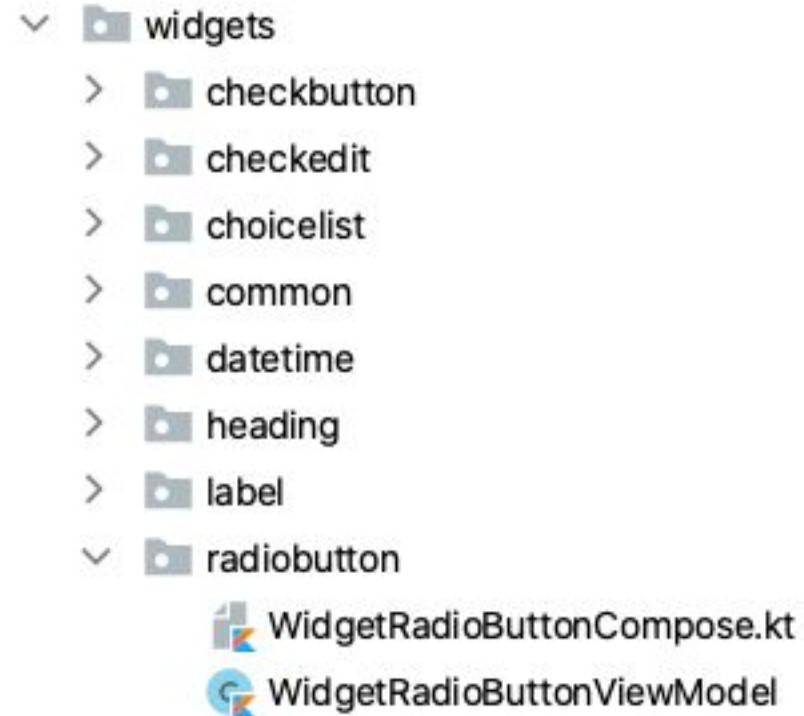 widgets
checkbutton
checkedit
choicelist
common
datetime
heading
label
radiobutton
WidgetRadioButtonCompose.kt
WidgetRadioButtonViewModel